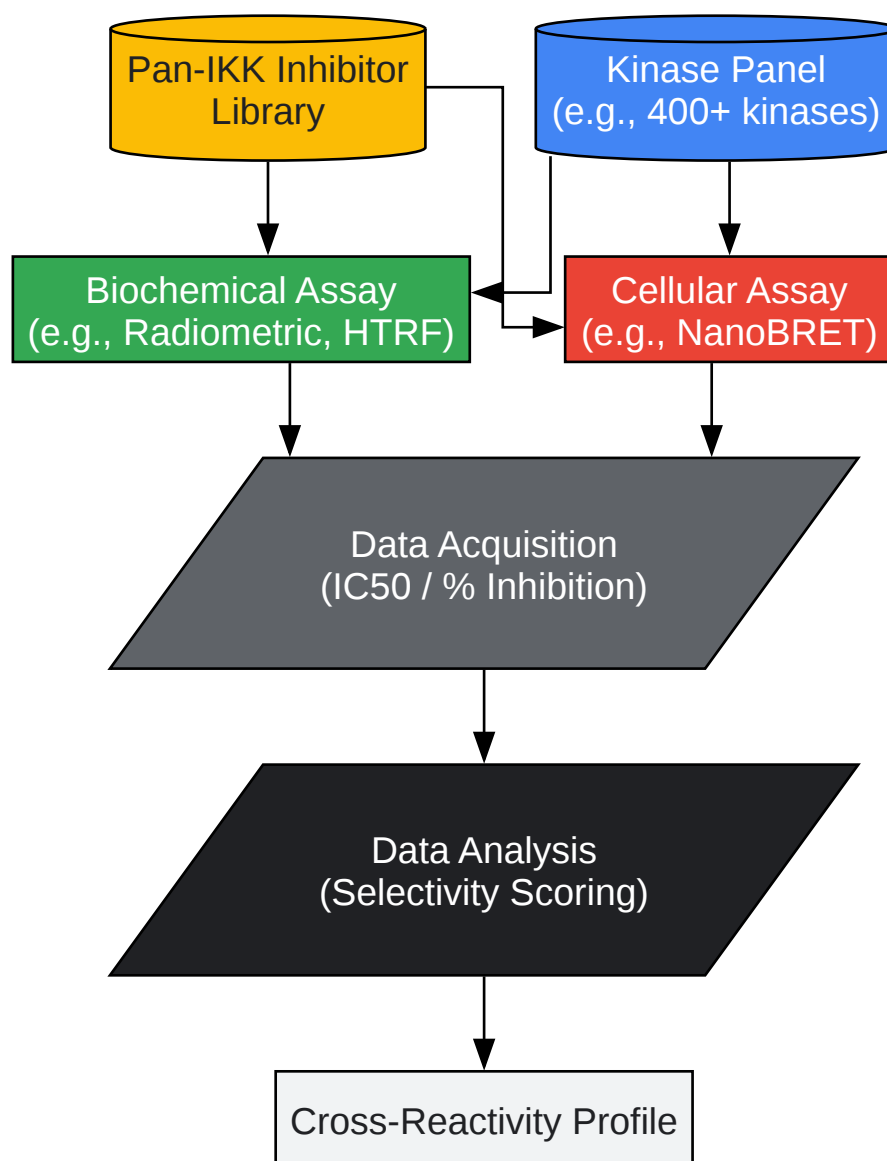 Pan-IKK Inhibitor
Library
Kinase Panel
(e.g., 400+ kinases)
Biochemical Assay
(e.g., Radiometric, HTRF)
Cellular Assay
(e.g., NanoBRET)
Data Acquisition
(IC50 / % Inhibition)
Data Analysis
(Selectivity Scoring)
Cross-Reactivity Profile